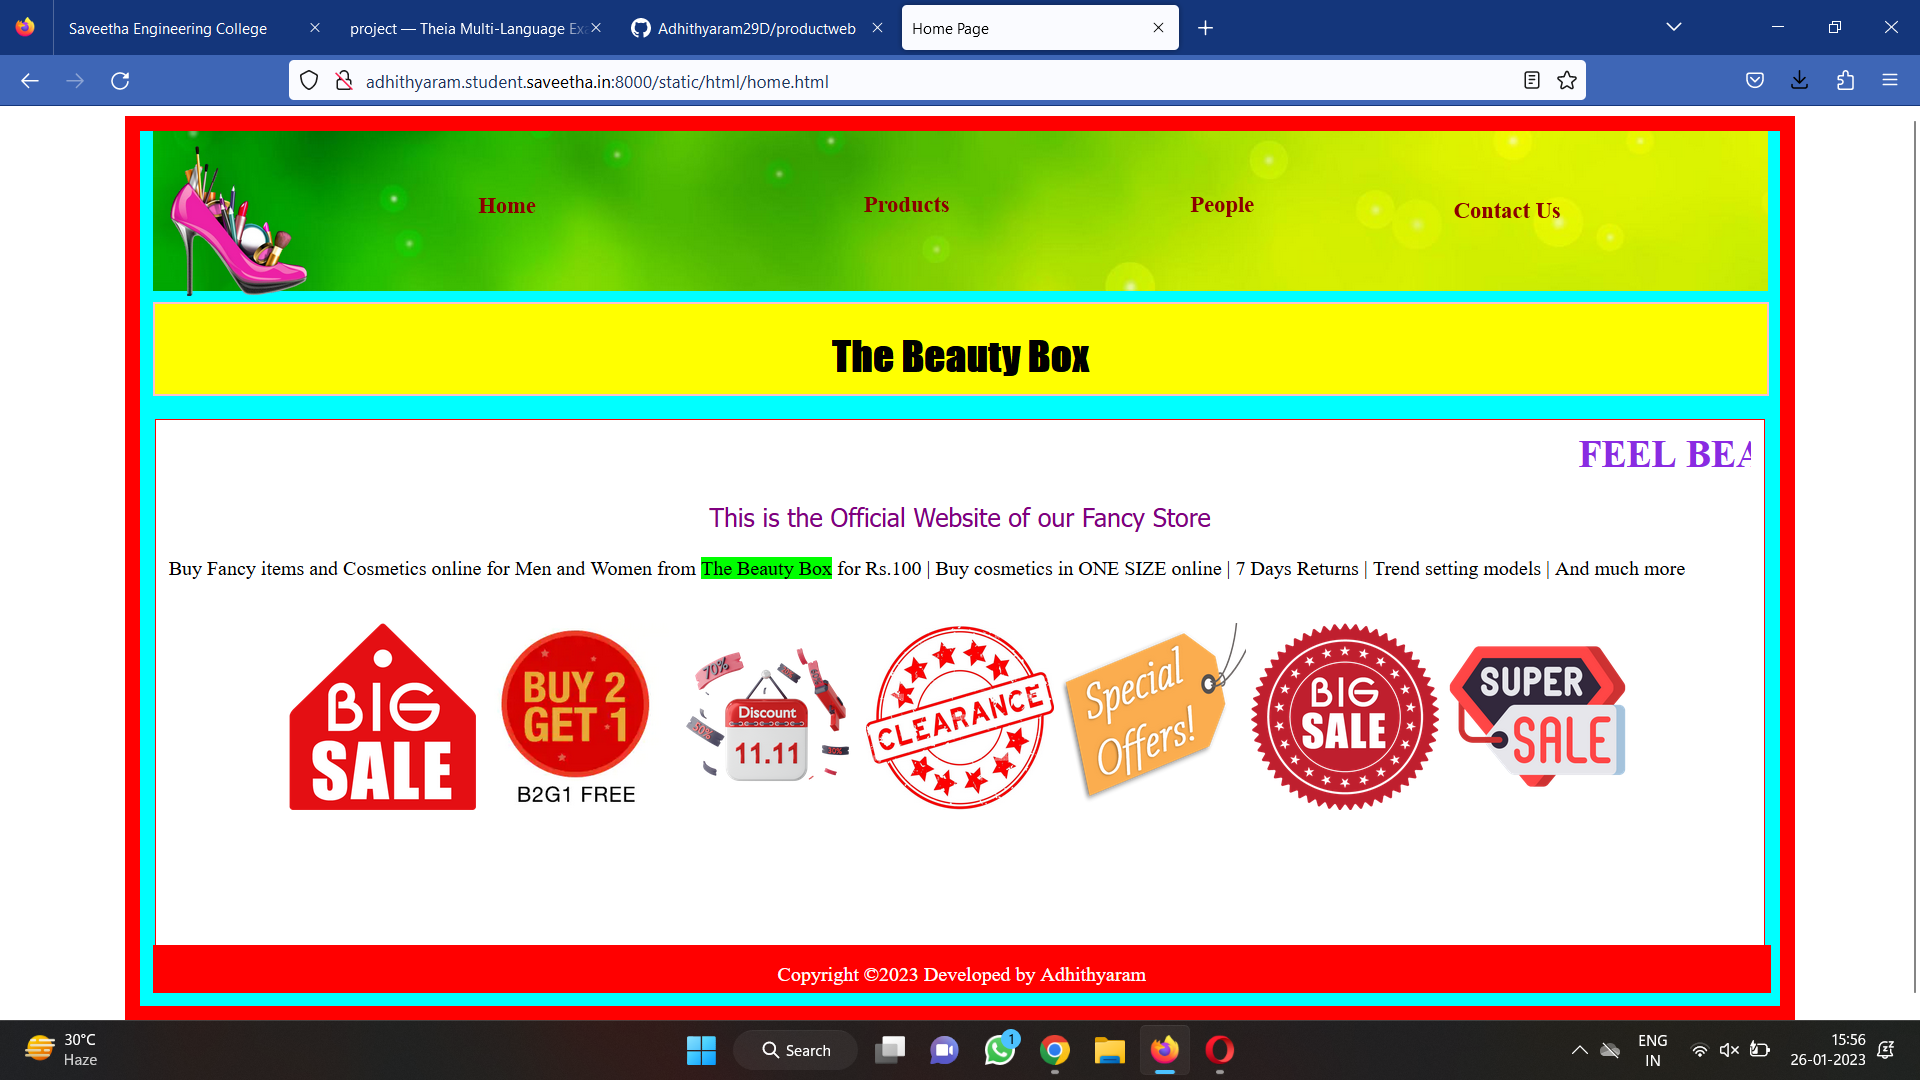 Saveetha Engineering College
project — Theia Multi-Language Ex
Adhithyaram29D/productweb
Home Page
adhithyaram.student.saveetha.in:8000/static/html/home.html
Home
Products
People
Contact Us
The Beauty Box
FEEL BEA
This is the Official Website of our Fancy Store
Buy Fancy items and Cosmetics online for Men and Women from The Beauty Box for Rs.100 | Buy cosmetics in ONE SIZE online | 7 Days Returns | Trend setting models | And much more
BIG
SALE
BUY 2
GET 1
B2G1 FREE
70%
50%
Discount
11.11
CLEARANCE
Special
Offers!
BIG
SALE
SUPER
SALE
Copyright ©2023 Developed by Adhithyaram
30°C
Haze
Search
1
ENG
IN
15:56
26-01-2023